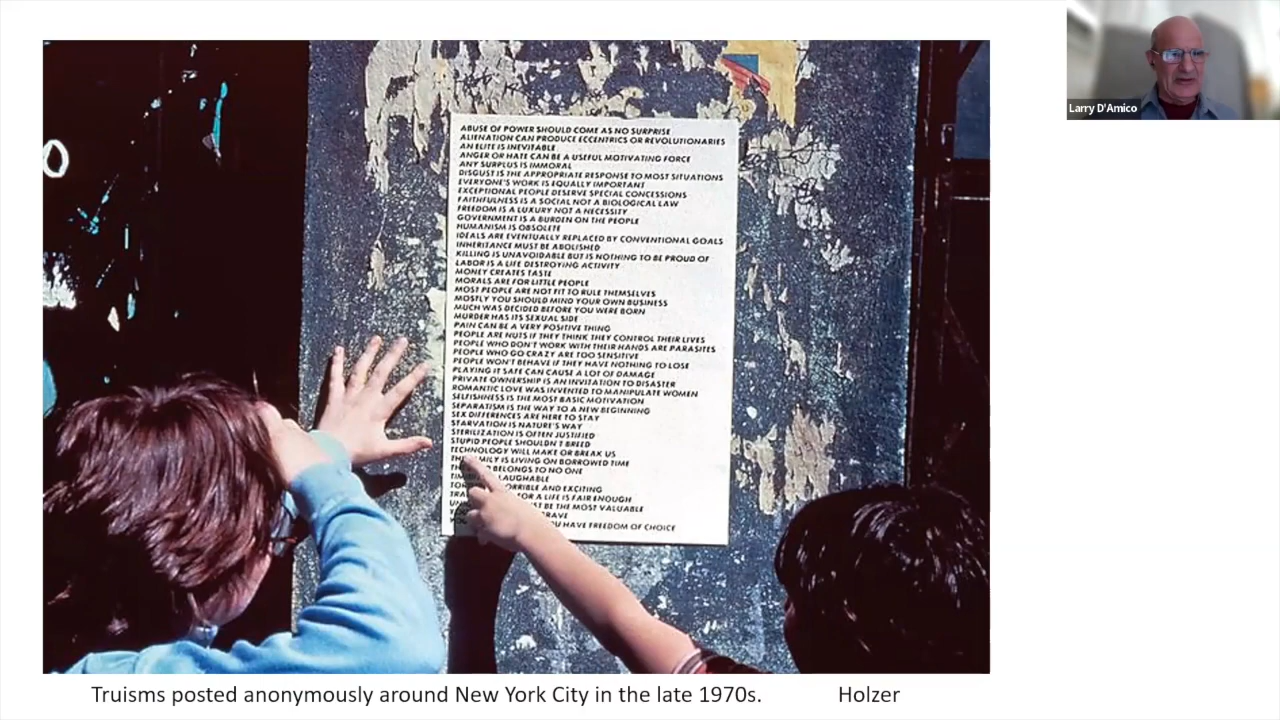 Larry D'Amico
ABUSE OF POWER SHOULD COME AS NO SURPRISE
ALIENATION CAN PRODUCE ECCENTRICS OR REVOLUTIONARIES
AN ELITE IS INEVITABLE
ANGER OR HATE CAN BE A USEFUL MOTIVATING FORCE
ANY SURPLUS IS IMMORAL
DISGUST IS THE APPROPRIATE RESPONSE TO MOST SITUATIONS
EVERYONE'S WORK IS EQUALLY IMPORTANT
EXCEPTIONAL PEOPLE DESERVE SPECIAL CONCESSIONS
FAITHFULNESS IS A SOCIAL NOT A BIOLOGICAL LAW
FREEDOM IS A LUXURY NOT A NECESSITY
GOVERNMENT IS A BURDEN ON THE PEOPLE
HUMANISM IS OBSOLETE
IDEALS ARE EVENTUALLY REPLACED BY CONVENTIONAL GOALS
INHERITANCE MUST BE ABOLISHED
KILLING IS UNAVOIDABLE BUT IS NOTHING TO BE PROUD OF
LABOR IS A LIFE DESTROYING ACTIVITY
MONEY CREATES TASTE
MORALS ARE FOR LITTLE PEOPLE
MOST PEOPLE ARE NOT FIT TO RULE THEMSELVES
MOSTLY YOU SHOULD MIND YOUR OWN BUSINESS
MUCH WAS DECIDED BEFORE YOU WERE BORN
MURDER HAS ITS SEXUAL SIDE
PAIN CAN BE A VERY POSITIVE THING
PEOPLE ARE NUTS IF THEY THINK THEY CONTROL THEIR LIVES
PEOPLE WHO DON'T WORK WITH THEIR HANDS ARE PARASITES
PEOPLE WHO GO CRAZY ARE TOO SENSITIVE
PEOPLE WON'T BEHAVE IF THEY HAVE NOTHING TO LOSE
PLAYING IT SAFE CAN CAUSE A LOT OF DAMAGE
PRIVATE OWNERSHIP IS AN INVITATION TO DISASTER
ROMANTIC LOVE WAS INVENTED TO MANIPULATE WOMEN
SELFISHNESS IS THE MOST BASIC MOTIVATION
SEPARATISM IS THE WAY TO A NEW BEGINNING
SEX DIFFERENCES ARE HERE TO STAY
STARVATION IS NATURE'S WAY
STERILIZATION IS OFTEN JUSTIFIED
STUPID PEOPLE SHOULDN'T BREED
TECHNOLOGY WILL MAKE OR BREAK US
IS LIVING ON BORROWED TIME
BELONGS TO NO ONE
LAUGHABLE
AND EXCITING
FOR A LIFE IS FAIR ENOUGH
BE THE MOST VALUABLE
YOU HAVE FREEDOM OF CHOICE
Truisms posted anonymously around New York City in the late 1970s. Holzer